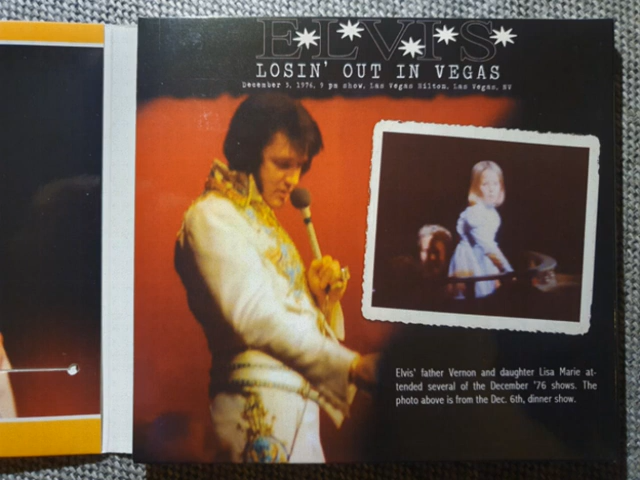 ELVIS
LOSIN' OUT IN VEGAS
December 3, 1976, 9 pm show, Las Vegas Hilton, Las Vegas, NV
Elvis' father Vernon and daughter Lisa Marie at-
tended several of the December '76 shows. The
photo above is from the Dec. 6th, dinner show.